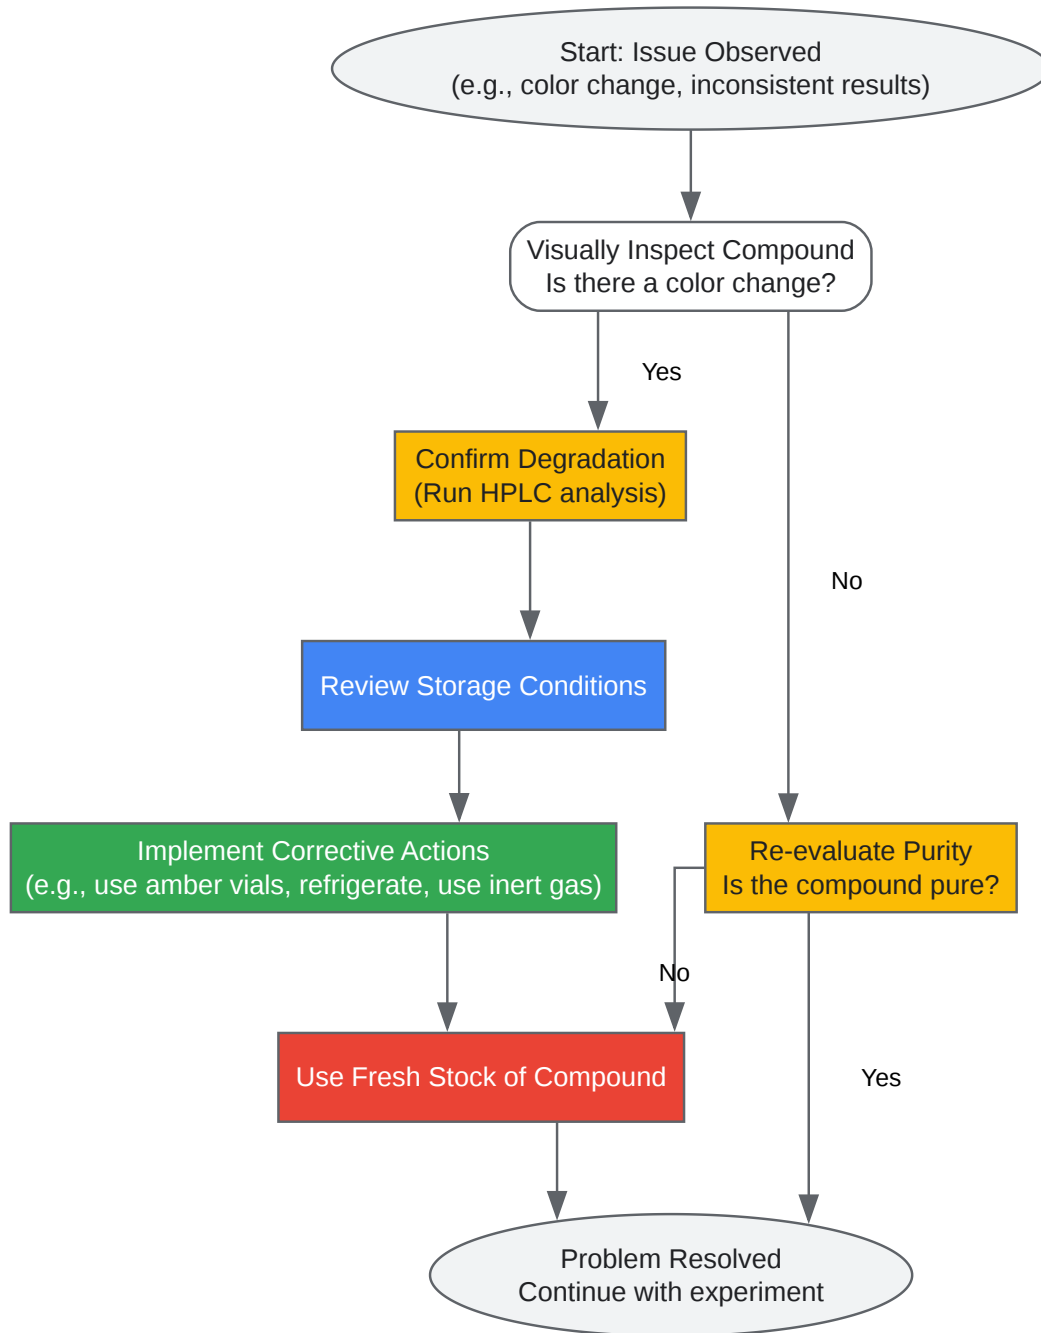 Start: Issue Observed
(e.g., color change, inconsistent results)
Visually Inspect Compound
Is there a color change?
Yes
Confirm Degradation
(Run HPLC analysis)
No
Review Storage Conditions
Implement Corrective Actions
(e.g., use amber vials, refrigerate, use inert gas)
Re-evaluate Purity
Is the compound pure?
No
Use Fresh Stock of Compound
Yes
Problem Resolved
Continue with experiment